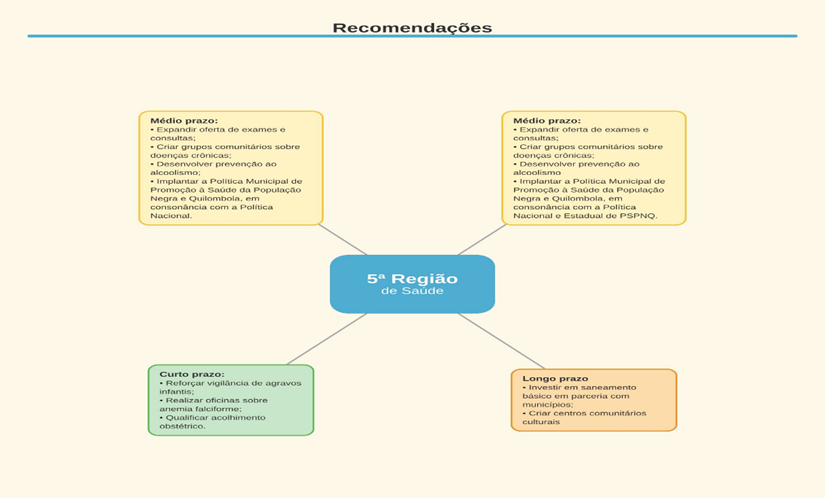 Recomendações
Médio prazo:
• Expandir oferta de exames e
consultas;
• Criar grupos comunitários sobre
doenças crônicas;
• Desenvolver prevenção ao
alcoolismo;
• Implantar a Política Municipal de
Promoção à Saúde da População
Negra e Quilombola, em
consonância com a Política
Nacional.
Médio prazo:
• Expandir oferta de exames e
consultas;
• Criar grupos comunitários sobre
doenças crônicas;
• Desenvolver prevenção ao
alcoolismo
• Implantar a Política Municipal de
Promoção à Saúde da População
Negra e Quilombola, em
consonância com a Política
Nacional e Estadual de PSPNQ.
5ª Região
de Saúde
Curto prazo:
• Reforçar vigilância de agravos
infantis;
• Realizar oficinas sobre
anemia falciforme;
• Qualificar acolhimento
obstétrico.
Longo prazo
• Investir em saneamento
básico em parceria com
municípios;
• Criar centros comunitários
culturais